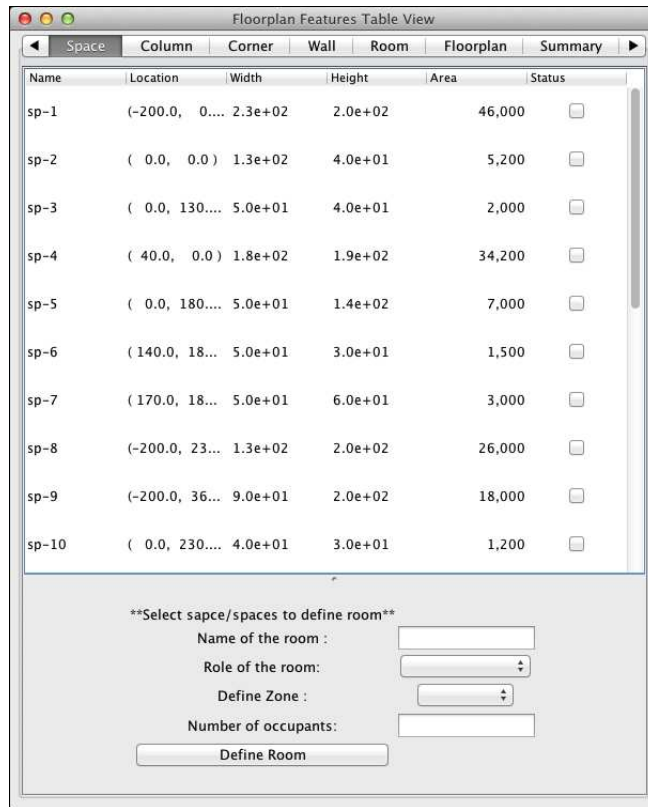 Floorplan Features Table View
Space Column Corner Wall Room Floorplan Summary
Name Location Width Height Area Status
sp-1 (-200.0, 0.... 2.3e+02 2.0e+02 46,000
sp-2 ( 0.0, 0.0 ) 1.3e+02 4.0e+01 5,200
sp-3 ( 0.0, 130.... 5.0e+01 4.0e+01 2,000
sp-4 ( 40.0, 0.0 ) 1.8e+02 1.9e+02 34,200
sp-5 ( 0.0, 180.... 5.0e+01 1.4e+02 7,000
sp-6 ( 140.0, 18... 5.0e+01 3.0e+01 1,500
sp-7 ( 170.0, 18... 5.0e+01 6.0e+01 3,000
sp-8 (-200.0, 23... 1.3e+02 2.0e+02 26,000
sp-9 (-200.0, 36... 9.0e+01 2.0e+02 18,000
sp-10 ( 0.0, 230.... 4.0e+01 3.0e+01 1,200
**Select sapce/spaces to define room**
Name of the room :
Role of the room:
Define Zone :
Number of occupants:
Define Room